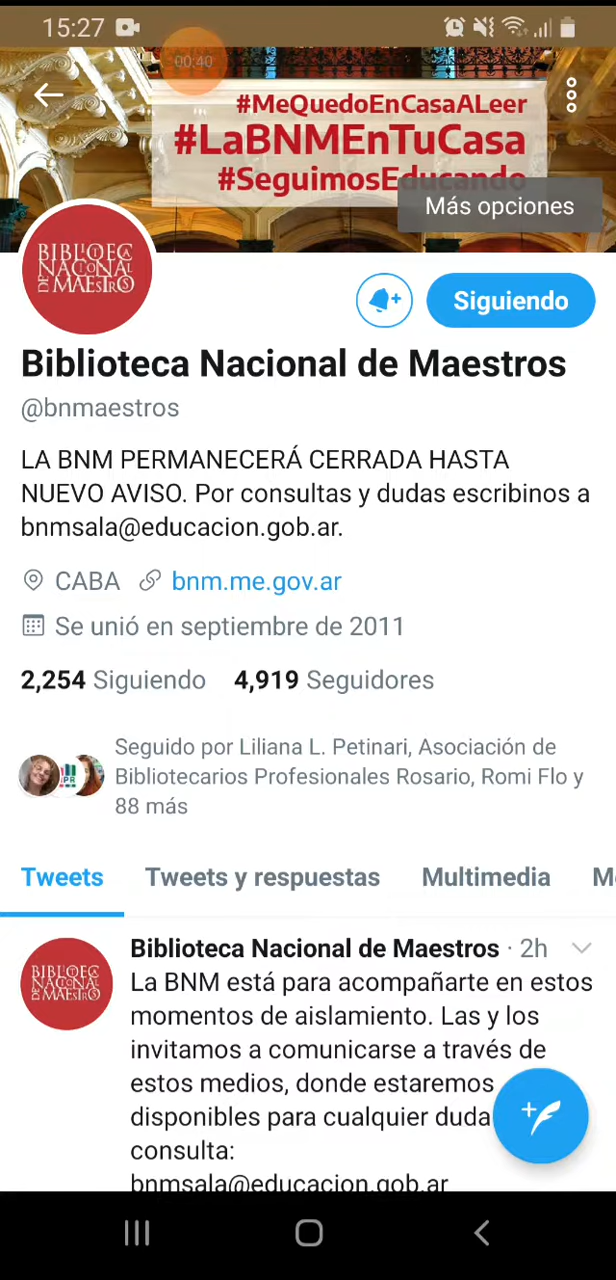 15:27
00:40
#MeQuedoEnCasaALeer
#LaBNMEnTuCasa
#SeguimosEducando
Más opciones
BIBLIOTECA
NACIONAL
DE MAESTROS
Siguiendo
Biblioteca Nacional de Maestros
@bnmaestros
LA BNM PERMANECERÁ CERRADA HASTA
NUEVO AVISO. Por consultas y dudas escribinos a
bnmsala@educacion.gob.ar.
CABA bnm.me.gov.ar
Se unió en septiembre de 2011
2,254 Siguiendo 4,919 Seguidores
Seguido por Liliana L. Petinari, Asociación de
Bibliotecarios Profesionales Rosario, Romi Flo y
88 más
Tweets Tweets y respuestas Multimedia M
Biblioteca Nacional de Maestros · 2h
BIBLIOTECA
NACIONAL
DE MAESTROS
La BNM está para acompañarte en estos
momentos de aislamiento. Las y los
invitamos a comunicarse a través de
estos medios, donde estaremos
disponibles para cualquier duda
consulta:
bnmsala@educacion.gob.ar